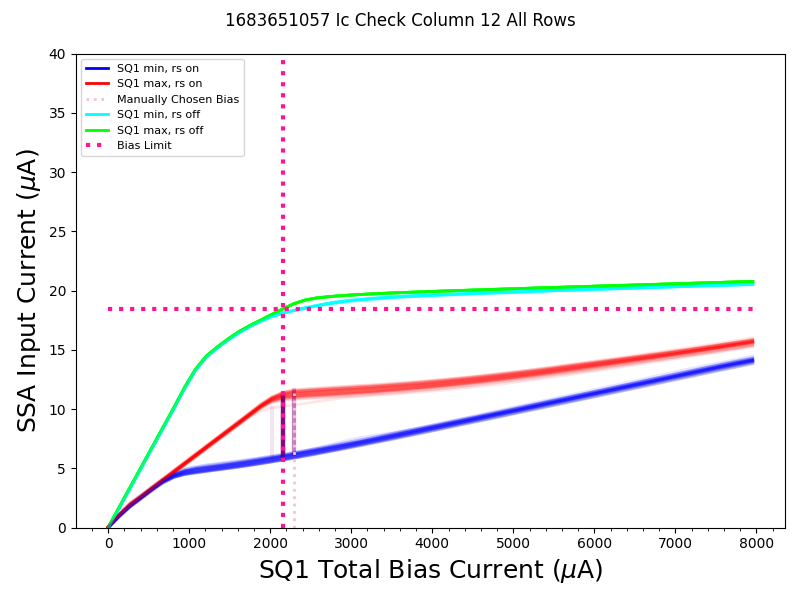 1683651057 Ic Check Column 12 All Rows
40
35
30
25
20
15
10
5
0
SSA Input Current (μA)
SQ1 min, rs on
SQ1 max, rs on
Manually Chosen Bias
SQ1 min, rs off
SQ1 max, rs off
Bias Limit
0 1000 2000 3000 4000 5000 6000 7000 8000
SQ1 Total Bias Current (μA)